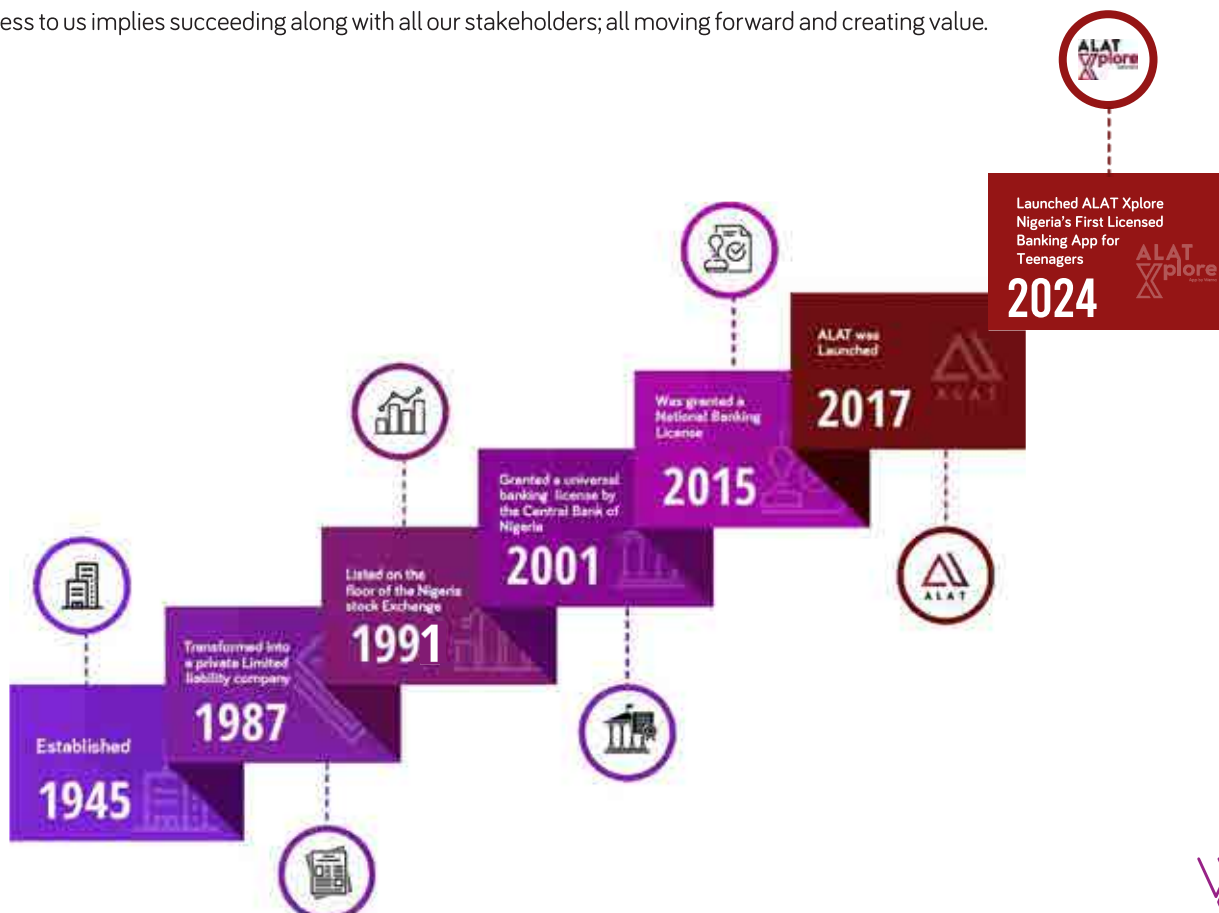 ess to us implies succeeding along with all our stakeholders; all moving forward and creating value.
ALAT
Xplore
Launched ALAT Xplore
Nigeria's First Licensed
Banking App for
Teenagers
2024
ALAT
Xplore
ALAT was
Launched
2017
ALAT
ALAT
Was granted a
National Banking
License
2015
Granted a universal
banking license by
the Central Bank of
Nigeria
2001
Listed on the
floor of the Nigeria
stock Exchange
1991
Transformed into
a private Limited
liability company
1987
Established
1945